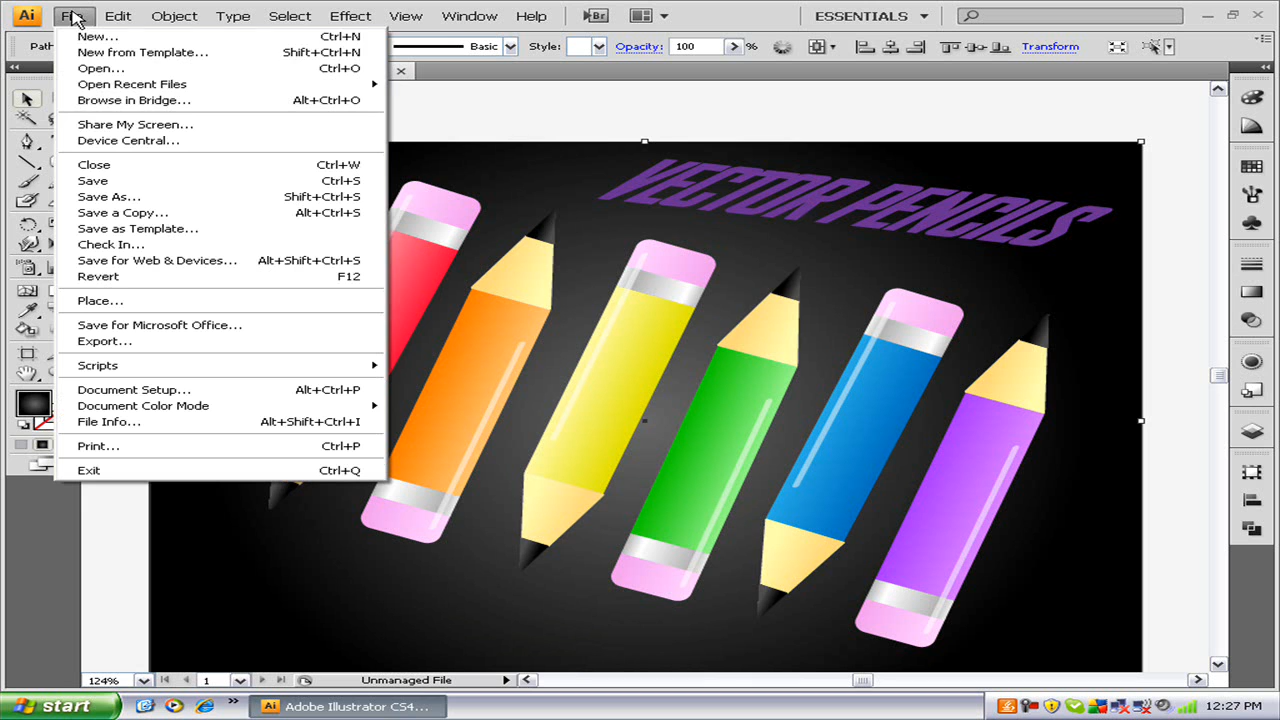 Ai File Edit Object Type Select Effect View Window Help Br ESSENTIALS
Path Basic Style: Opacity: 100 % Transform
New... Ctrl+N
New from Template... Shift+Ctrl+N
Open... Ctrl+O
Open Recent Files
Browse in Bridge... Alt+Ctrl+O
Share My Screen...
Device Central...
Close Ctrl+W
Save Ctrl+S
Save As... Shift+Ctrl+S
Save a Copy... Alt+Ctrl+S
Save as Template...
Check In...
Save for Web & Devices... Alt+Shift+Ctrl+S
Revert F12
Place...
Save for Microsoft Office...
Export...
Scripts
Document Setup... Alt+Ctrl+P
Document Color Mode
File Info... Alt+Shift+Ctrl+I
Print... Ctrl+P
Exit Ctrl+Q
VECTOR PENCILS
124% 1 Unmanaged File
start Ai Adobe Illustrator CS4... 12:27 PM